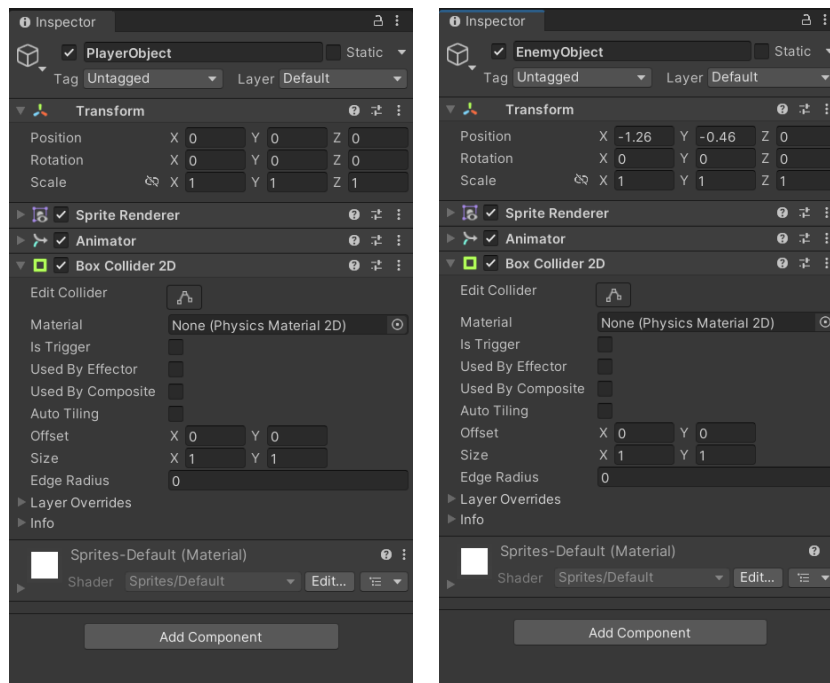 Inspector
PlayerObject Static
Tag Untagged Layer Default
Transform
Position X 0 Y 0 Z 0
Rotation X 0 Y 0 Z 0
Scale X 1 Y 1 Z 1
Sprite Renderer
Animator
Box Collider 2D
Edit Collider
Material None (Physics Material 2D)
Is Trigger
Used By Effector
Used By Composite
Auto Tiling
Offset X 0 Y 0
Size X 1 Y 1
Edge Radius 0
Layer Overrides
Info
Sprites-Default (Material)
Shader Sprites/Default Edit...
Add Component
Inspector
EnemyObject Static
Tag Untagged Layer Default
Transform
Position X -1.26 Y -0.46 Z 0
Rotation X 0 Y 0 Z 0
Scale X 1 Y 1 Z 1
Sprite Renderer
Animator
Box Collider 2D
Edit Collider
Material None (Physics Material 2D)
Is Trigger
Used By Effector
Used By Composite
Auto Tiling
Offset X 0 Y 0
Size X 1 Y 1
Edge Radius 0
Layer Overrides
Info
Sprites-Default (Material)
Shader Sprites/Default Edit...
Add Component